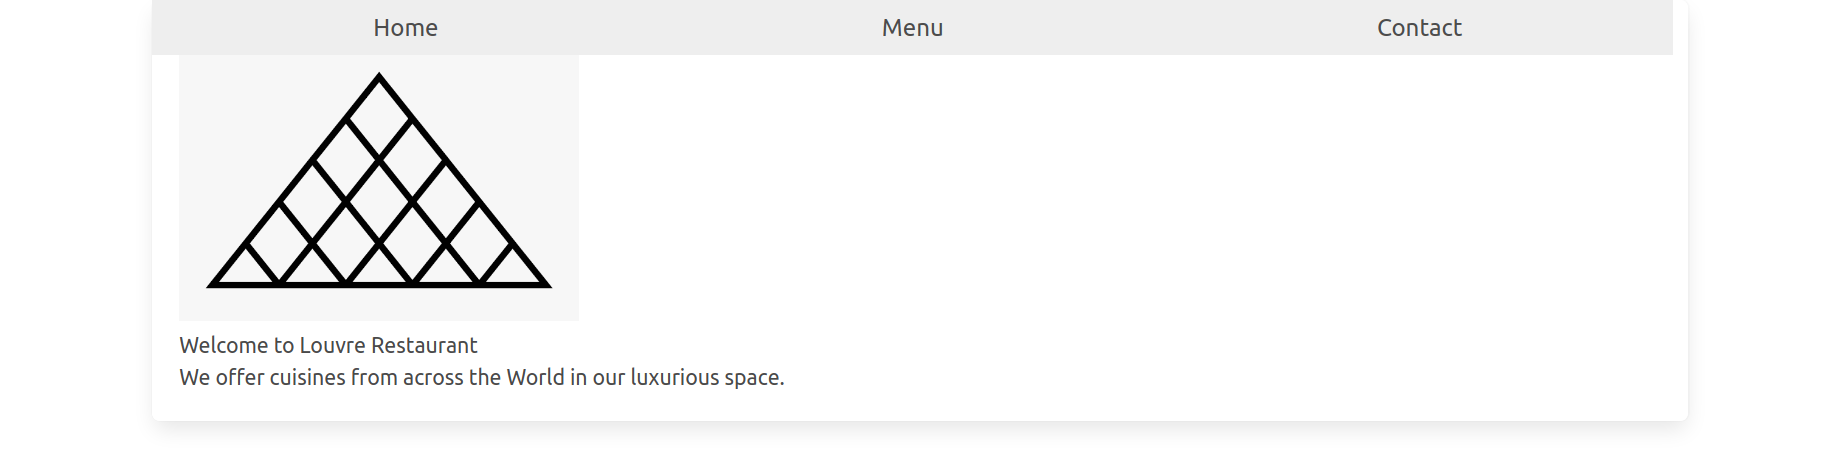 Home Menu Contact
Welcome to Louvre Restaurant
We offer cuisines from across the World in our luxurious space.